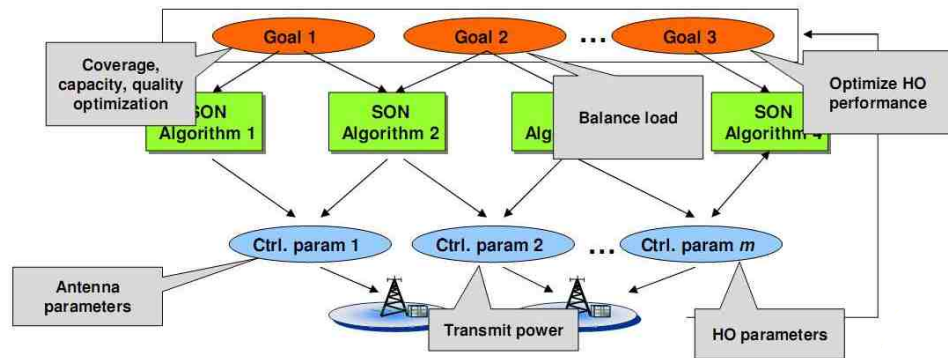 Goal 1
Goal 2
...
Goal 3
Coverage,
capacity, quality
optimization
Balance load
Optimize HO
performance
SON
Algorithm 1
SON
Algorithm 2
SON
Ctrl. param 1
Ctrl. param 2
...
Ctrl. param m
Antenna
parameters
Transmit power
HO parameters